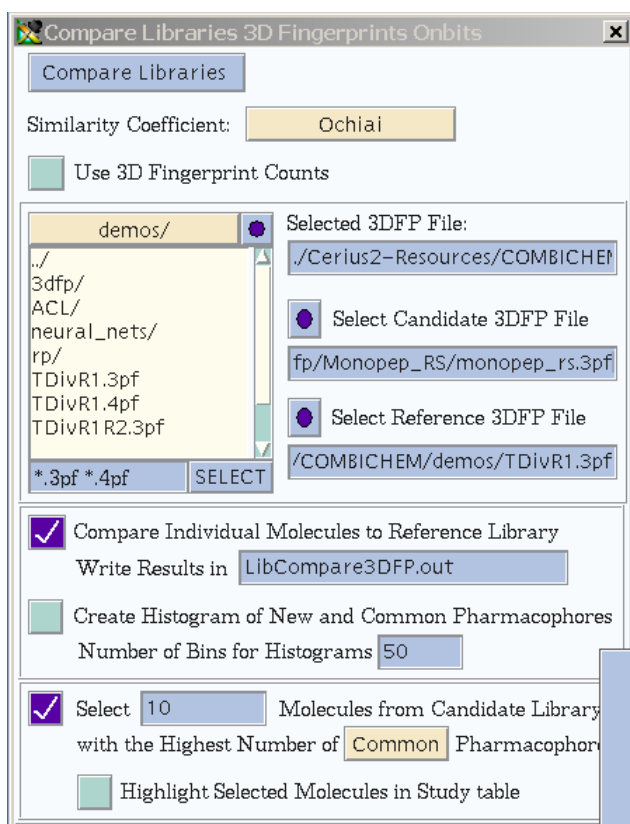 Compare Libraries 3D Fingerprints Onbits
Compare Libraries
Similarity Coefficient: Ochiai
Use 3D Fingerprint Counts
demos/
../
3dfp/
ACL/
neural_nets/
rp/
TDivR1.3pf
TDivR1.4pf
TDivR1R2.3pf
*.3pf *.4pf SELECT
Selected 3DFP File:
./Cerius2-Resources/COMBICHEM
Select Candidate 3DFP File
fp/Monopep_RS/monopep_rs.3pf
Select Reference 3DFP File
/COMBICHEM/demos/TDivR1.3pf
Compare Individual Molecules to Reference Library
Write Results in LibCompare3DFP.out
Create Histogram of New and Common Pharmacophores
Number of Bins for Histograms 50
Select 10 Molecules from Candidate Library
with the Highest Number of Common Pharmacophor
Highlight Selected Molecules in Study table